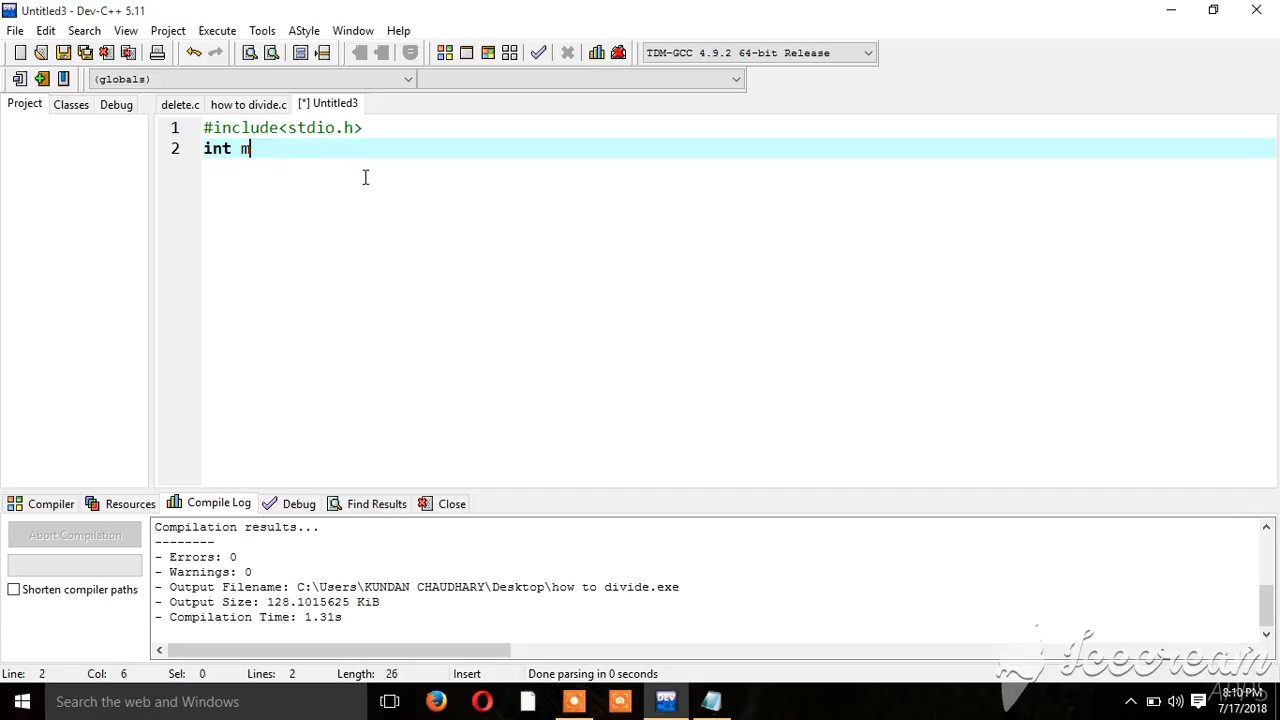 Untitled3 - Dev-C++ 5.11
File Edit Search View Project Execute Tools AStyle Window Help
TDM-GCC 4.9.2 64-bit Release
(globals)
Project Classes Debug delete.c how to divide.c [*] Untitled3
1 #include<stdio.h>
2 int m
Compiler Resources Compile Log Debug Find Results Close
Abort Compilation
Shorten compiler paths
Compilation results...
--------
- Errors: 0
- Warnings: 0
- Output Filename: C:\Users\KUNDAN CHAUDHARY\Desktop\how to divide.exe
- Output Size: 128.1015625 KiB
- Compilation Time: 1.31s
Icecream
APPS
Line: 2 Col: 6 Sel: 0 Lines: 2 Length: 26 Insert Done parsing in 0 seconds
Search the web and Windows
DEV
8:10 PM
7/17/2018